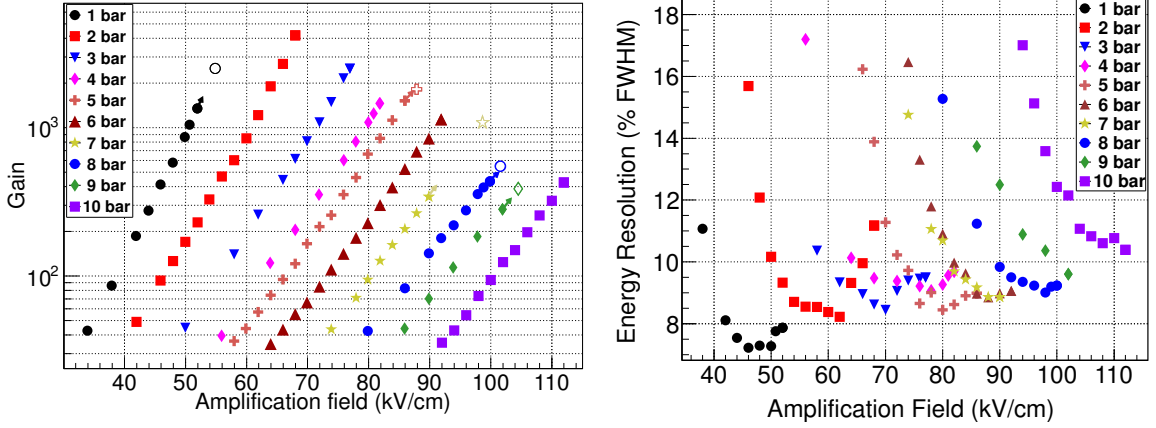 Gain
10³
10²
1 bar
2 bar
3 bar
4 bar
5 bar
6 bar
7 bar
8 bar
9 bar
10 bar
40 50 60 70 80 90 100 110
Amplification field (kV/cm)
Energy Resolution (% FWHM)
18
16
14
12
10
8
1 bar
2 bar
3 bar
4 bar
5 bar
6 bar
7 bar
8 bar
9 bar
10 bar
40 50 60 70 80 90 100 110
Amplification Field (kV/cm)